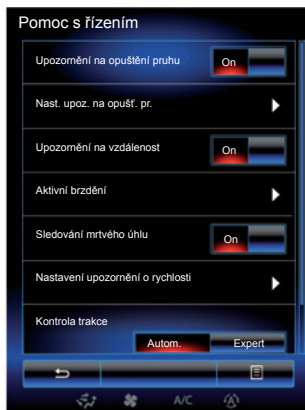 Pomoc s řízením
Upozornění na opuštění pruhu
On
Nast. upoz. na opušť. pr.
Upozornění na vzdálenost
On
Aktivní brzdění
Sledování mrtvého úhlu
On
Nastavení upozornění o rychlosti
Kontrola trakce
Autom.
Expert
A/C
A